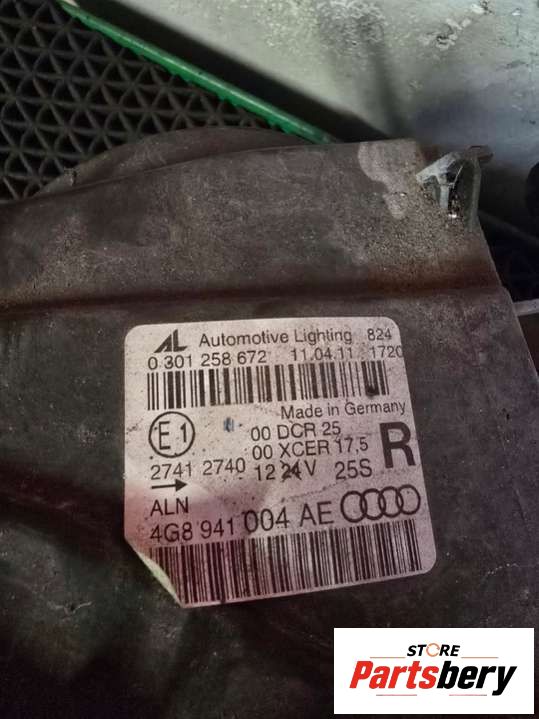 AL Automotive Lighting 824
0 301 258 672 11.04.11 1720
Made in Germany
E1 00 DCR 25
00 XCER 17,5 R
2741 2740 12 24V 25S
ALN
4G8 941 004 AE
STORE
Partsbery